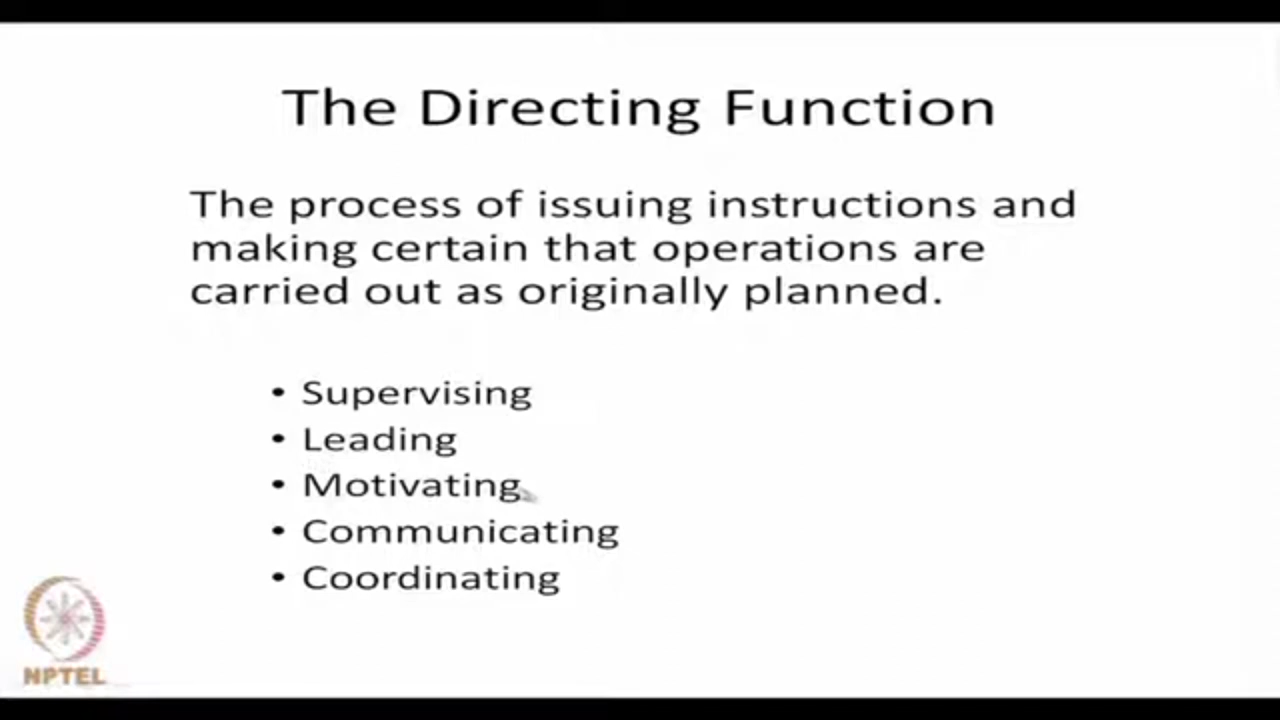 The Directing Function
The process of issuing instructions and
making certain that operations are
carried out as originally planned.
• Supervising
• Leading
• Motivating
• Communicating
• Coordinating
NPTEL